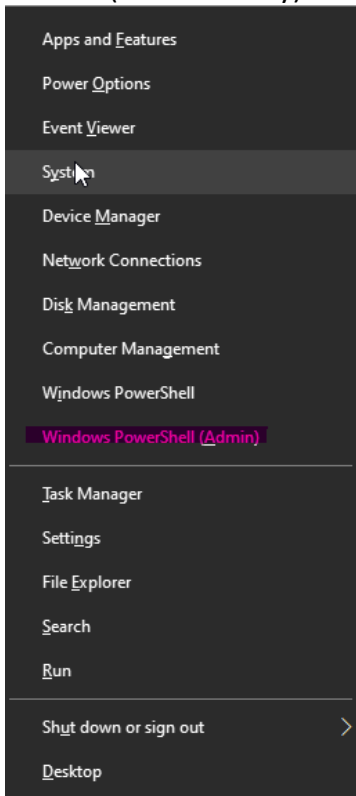 Apps and Features
Power Options
Event Viewer
System
Device Manager
Network Connections
Disk Management
Computer Management
Windows PowerShell
Windows PowerShell (Admin)
Task Manager
Settings
File Explorer
Search
Run
Shut down or sign out
Desktop